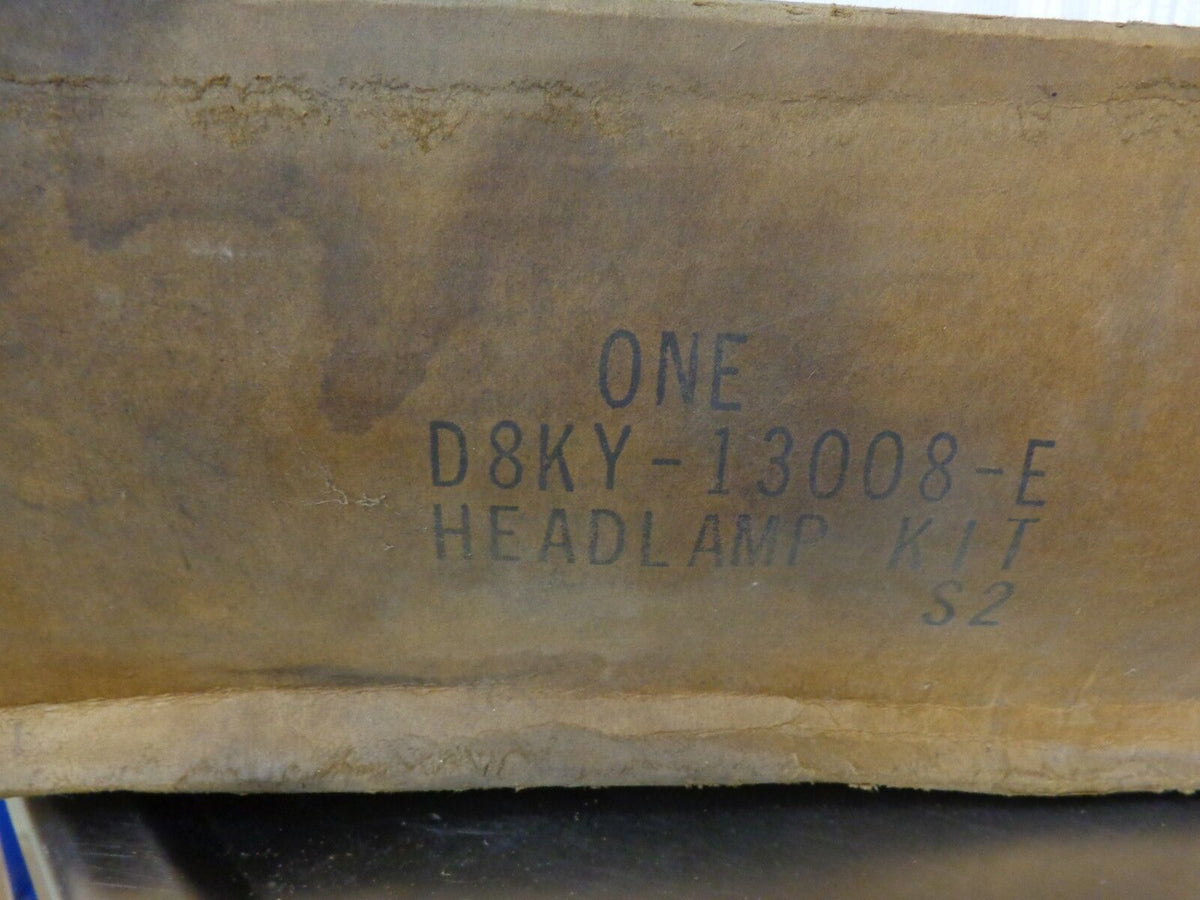 ONE
D8KY-13008-E
HEADLAMP KIT
S2